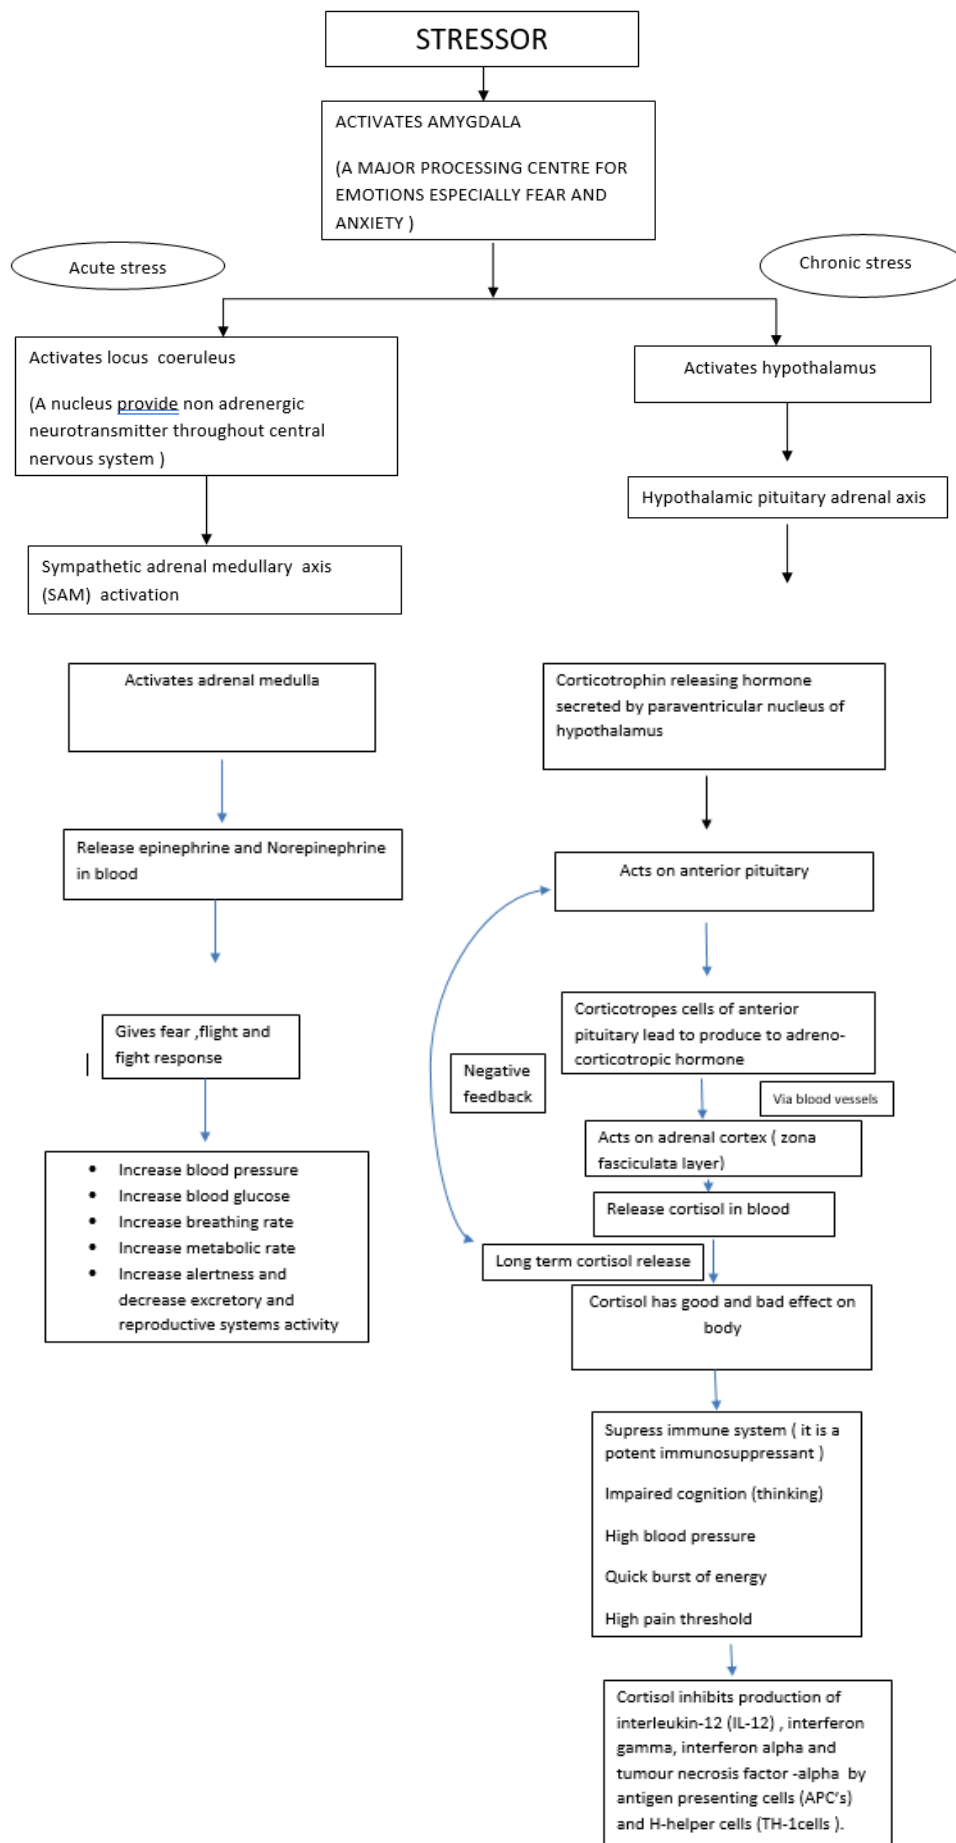 STRESSOR
ACTIVATES AMYGDALA
(A MAJOR PROCESSING CENTRE FOR
EMOTIONS ESPECIALLY FEAR AND
ANXIETY )
Acute stress
Chronic stress
Activates locus  coeruleus
(A nucleus provide non adrenergic
neurotransmitter throughout central
nervous system )
Sympathetic adrenal medullary  axis
(SAM)  activation
Activates adrenal medulla
Release epinephrine and Norepinephrine
in blood
Gives fear ,flight and
fight response
• Increase blood pressure
• Increase blood glucose
• Increase breathing rate
• Increase metabolic rate
• Increase alertness and
decrease excretory and
reproductive systems activity
Activates hypothalamus
Hypothalamic pituitary adrenal axis
Corticotrophin releasing hormone
secreted by paraventricular nucleus of
hypothalamus
Acts on anterior pituitary
Corticotropes cells of anterior
pituitary lead to produce to adreno-
corticotropic hormone
Negative
feedback
Via blood vessels
Acts on adrenal cortex ( zona
fasciculata layer)
Release cortisol in blood
Long term cortisol release
Cortisol has good and bad effect on
body
Supress immune system ( it is a
potent immunosuppressant )
Impaired cognition (thinking)
High blood pressure
Quick burst of energy
High pain threshold
Cortisol inhibits production of
interleukin-12 (IL-12) , interferon
gamma, interferon alpha and
tumour necrosis factor -alpha  by
antigen presenting cells (APC's)
and H-helper cells (TH-1cells ).